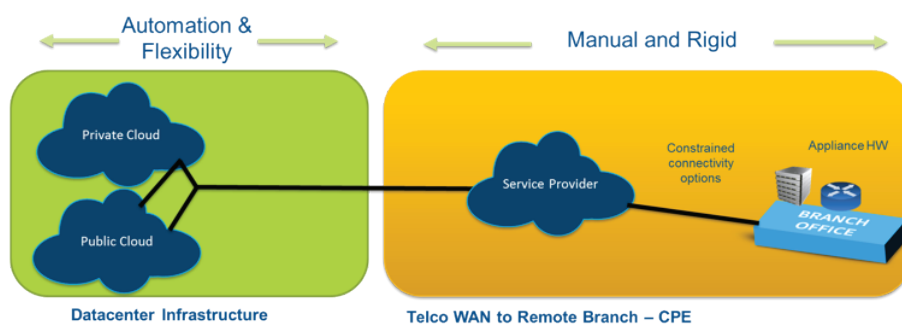 Automation &
Flexibility
Manual and Rigid
Private Cloud
Public Cloud
Service Provider
Constrained
connectivity
options
Appliance HW
BRANCH
OFFICE
Datacenter Infrastructure
Telco WAN to Remote Branch – CPE